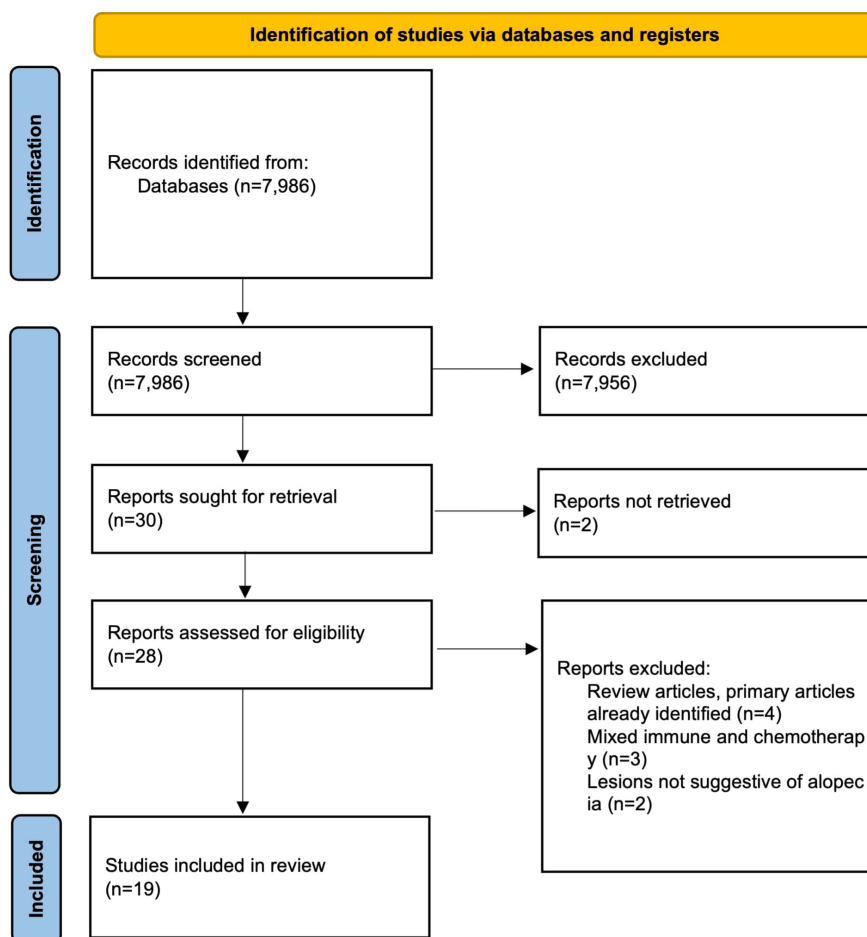 Identification of studies via databases and registers
Identification
Records identified from:
Databases (n=7,986)
Screening
Records screened
(n=7,986)
Records excluded
(n=7,956)
Reports sought for retrieval
(n=30)
Reports not retrieved
(n=2)
Reports assessed for eligibility
(n=28)
Reports excluded:
Review articles, primary articles
already identified (n=4)
Mixed immune and chemotherap
y (n=3)
Lesions not suggestive of alopec
ia (n=2)
Included
Studies included in review
(n=19)